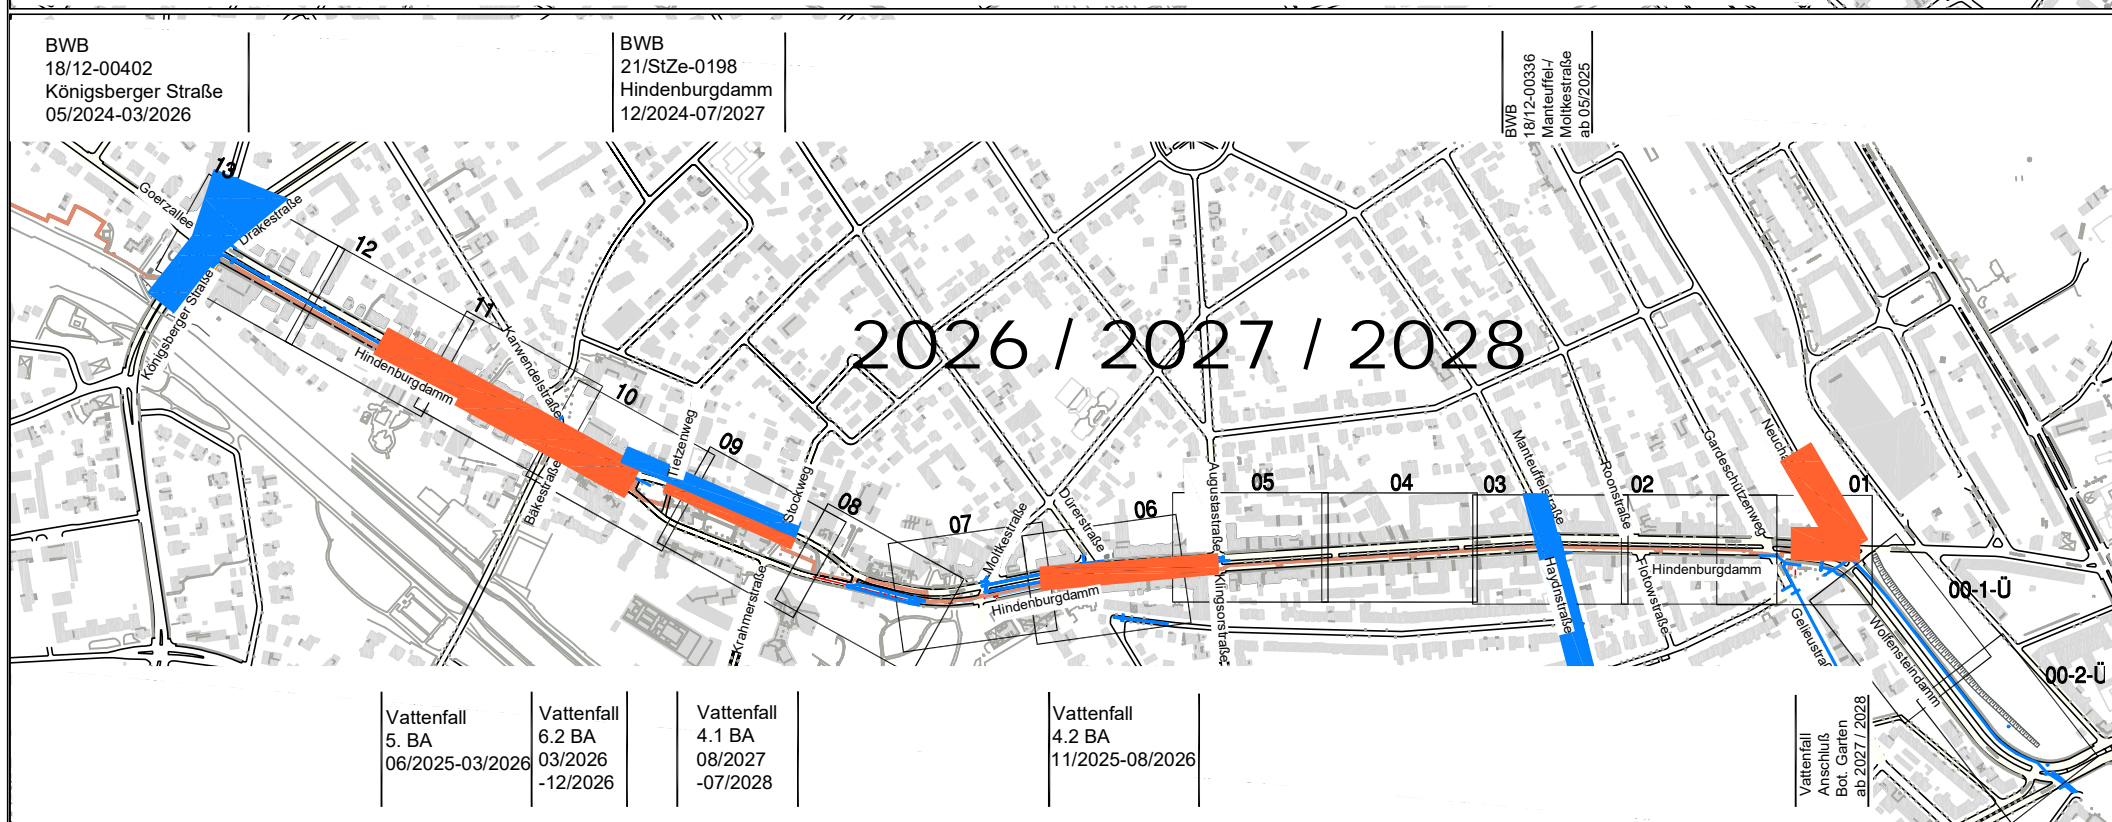 BWB
18/12-00402
Königsberger Straße
05/2024-03/2026
BWB
21/StZe-0198
Hindenburgdamm
12/2024-07/2027
BWB
18/12-00336
Manteuffel-/
Moltkestraße
ab 05/2025
13
Goerzallee
Drakestraße
12
Königsberger Straße
11
Karwendelstraße
Hindenburgdamm
2026 / 2027 / 2028
10
Tietzenweg
09
Bäkestraße
Stockweg
08
Krahmerstraße
07
Moltkestraße
Dürerstraße
06
Hindenburgdamm
Augustastraße
Klingsorstraße
05
04
03
Manteuffelstraße
Haydnstraße
Roonstraße
02
Flotowstraße
Gardeschützenweg
Hindenburgdamm
01
00-1-Ü
Wolfensteindamm
00-2-Ü
Vattenfall
5. BA
06/2025-03/2026
Vattenfall
6.2 BA
03/2026
-12/2026
Vattenfall
4.1 BA
08/2027
-07/2028
Vattenfall
4.2 BA
11/2025-08/2026
Vattenfall
Anschluß
Bot. Garten
ab 2027 / 2028